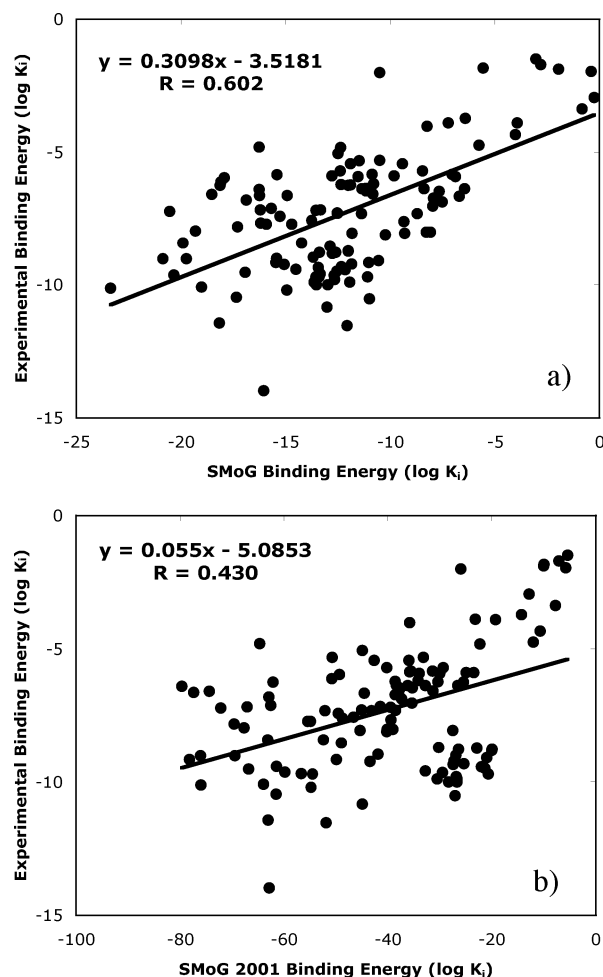 0
y = 0.3098x - 3.5181
R = 0.602
-5
-10
-15
Experimental Binding Energy (log Ki)
a)
-25 -20 -15 -10 -5 0
SMoG Binding Energy (log Ki)
0
y = 0.055x - 5.0853
R = 0.430
-5
-10
-15
Experimental Binding Energy (log Ki)
b)
-100 -80 -60 -40 -20 0
SMoG 2001 Binding Energy (log Ki)